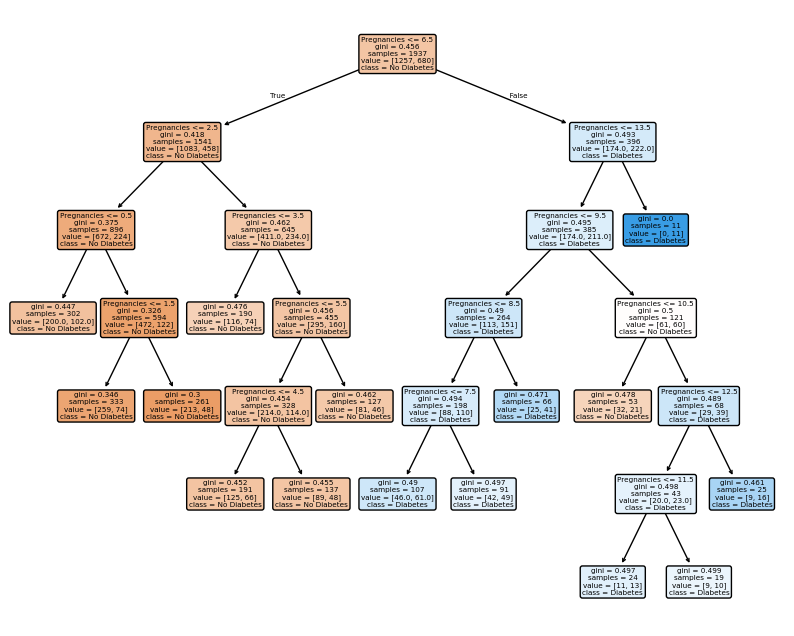 Pregnancies <= 6.5
gini = 0.456
samples = 1937
value = [1257, 680]
class = No Diabetes
True
False
Pregnancies <= 2.5
gini = 0.418
samples = 1541
value = [1083, 458]
class = No Diabetes
Pregnancies <= 13.5
gini = 0.493
samples = 396
value = [174.0, 222.0]
class = Diabetes
Pregnancies <= 0.5
gini = 0.375
samples = 896
value = [672, 224]
class = No Diabetes
Pregnancies <= 3.5
gini = 0.462
samples = 645
value = [411.0, 234.0]
class = No Diabetes
Pregnancies <= 9.5
gini = 0.495
samples = 385
value = [174.0, 211.0]
class = Diabetes
gini = 0.0
samples = 11
value = [0, 11]
class = Diabetes
gini = 0.447
samples = 302
value = [200.0, 102.0]
class = No Diabetes
Pregnancies <= 1.5
gini = 0.326
samples = 594
value = [472, 122]
class = No Diabetes
gini = 0.476
samples = 190
value = [116, 74]
class = No Diabetes
Pregnancies <= 5.5
gini = 0.456
samples = 455
value = [295, 160]
class = No Diabetes
Pregnancies <= 8.5
gini = 0.49
samples = 264
value = [113, 151]
class = Diabetes
Pregnancies <= 10.5
gini = 0.5
samples = 121
value = [61, 60]
class = No Diabetes
gini = 0.346
samples = 333
value = [259, 74]
class = No Diabetes
gini = 0.3
samples = 261
value = [213, 48]
class = No Diabetes
Pregnancies <= 4.5
gini = 0.454
samples = 328
value = [214.0, 114.0]
class = No Diabetes
gini = 0.462
samples = 127
value = [81, 46]
class = No Diabetes
Pregnancies <= 7.5
gini = 0.494
samples = 198
value = [88, 110]
class = Diabetes
gini = 0.471
samples = 66
value = [25, 41]
class = Diabetes
gini = 0.478
samples = 53
value = [32, 21]
class = No Diabetes
Pregnancies <= 12.5
gini = 0.489
samples = 68
value = [29, 39]
class = Diabetes
gini = 0.452
samples = 191
value = [125, 66]
class = No Diabetes
gini = 0.455
samples = 137
value = [89, 48]
class = No Diabetes
gini = 0.49
samples = 107
value = [46.0, 61.0]
class = Diabetes
gini = 0.497
samples = 91
value = [42, 49]
class = Diabetes
Pregnancies <= 11.5
gini = 0.498
samples = 43
value = [20.0, 23.0]
class = Diabetes
gini = 0.461
samples = 25
value = [9, 16]
class = Diabetes
gini = 0.497
samples = 24
value = [11, 13]
class = Diabetes
gini = 0.499
samples = 19
value = [9, 10]
class = Diabetes